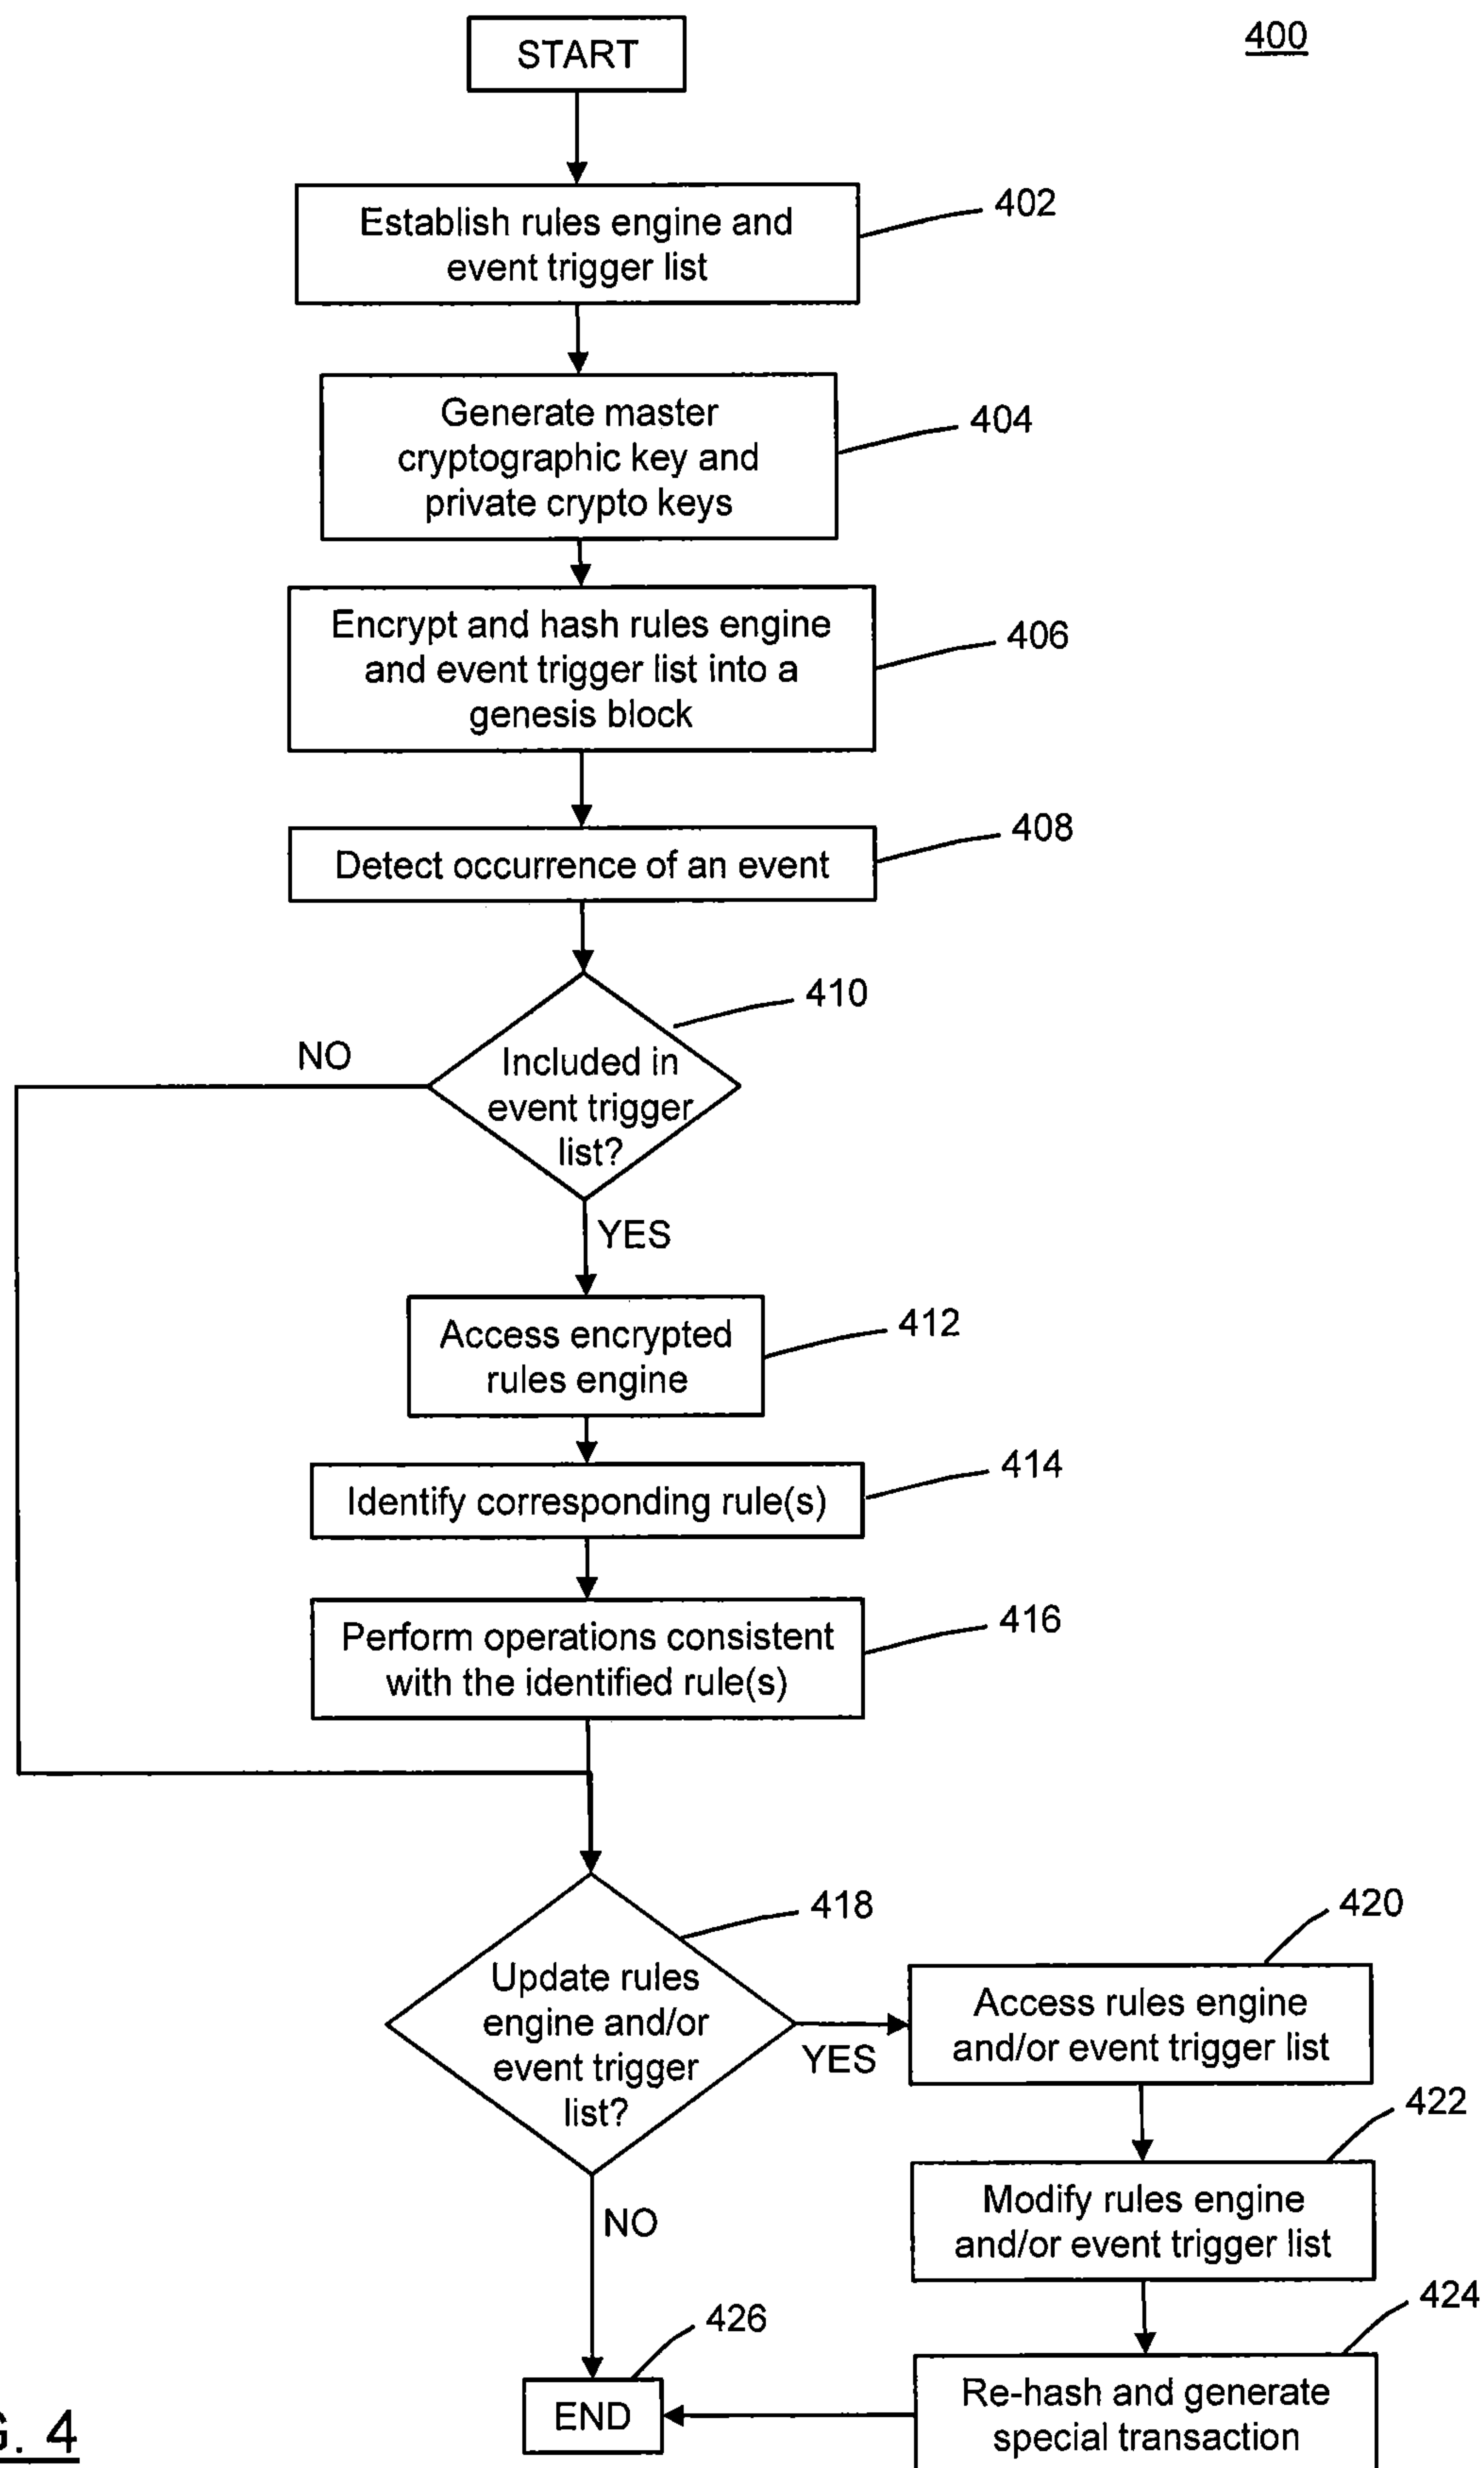 START
400
Establish rules engine and
event trigger list
402
Generate master
cryptographic key and
private crypto keys
404
Encrypt and hash rules engine
and event trigger list into a
genesis block
406
Detect occurrence of an event
408
Included in
event trigger
list?
410
NO
YES
Access encrypted
rules engine
412
Identify corresponding rule(s)
414
Perform operations consistent
with the identified rule(s)
416
Update rules
engine and/or
event trigger
list?
418
YES
Access rules engine
and/or event trigger list
420
Modify rules engine
and/or event trigger list
422
NO
Re-hash and generate
special transaction
424
END
426
G. 4